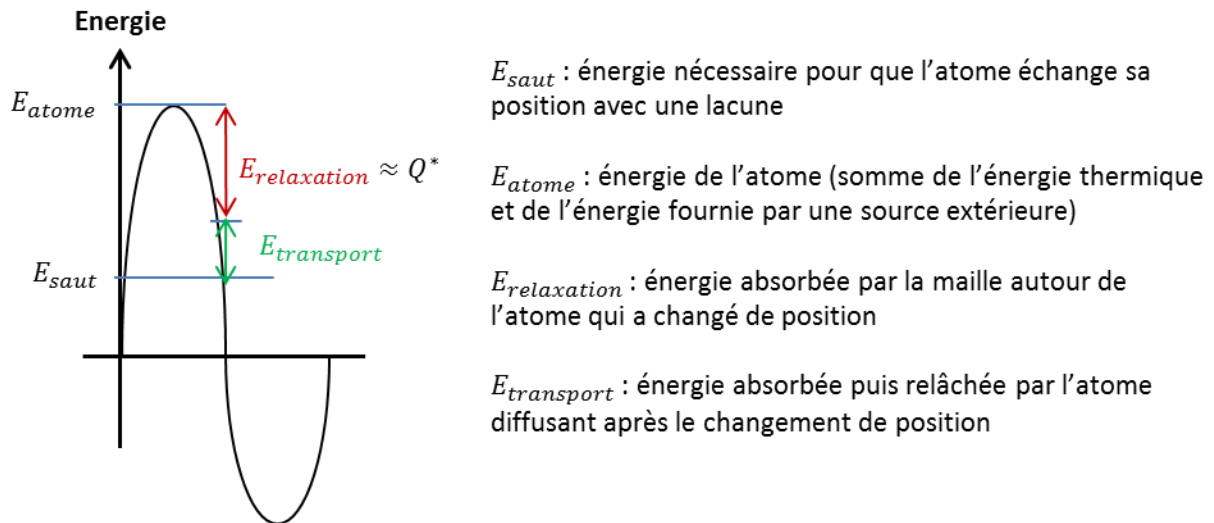 Energie
E_atome
E_relaxation ≈ Q*
E_transport
E_saut
E_saut : énergie nécessaire pour que l’atome échange sa
position avec une lacune
E_atome : énergie de l’atome (somme de l’énergie thermique
et de l’énergie fournie par une source extérieure)
E_relaxation : énergie absorbée par la maille autour de
l’atome qui a changé de position
E_transport : énergie absorbée puis relâchée par l’atome
diffusant après le changement de position